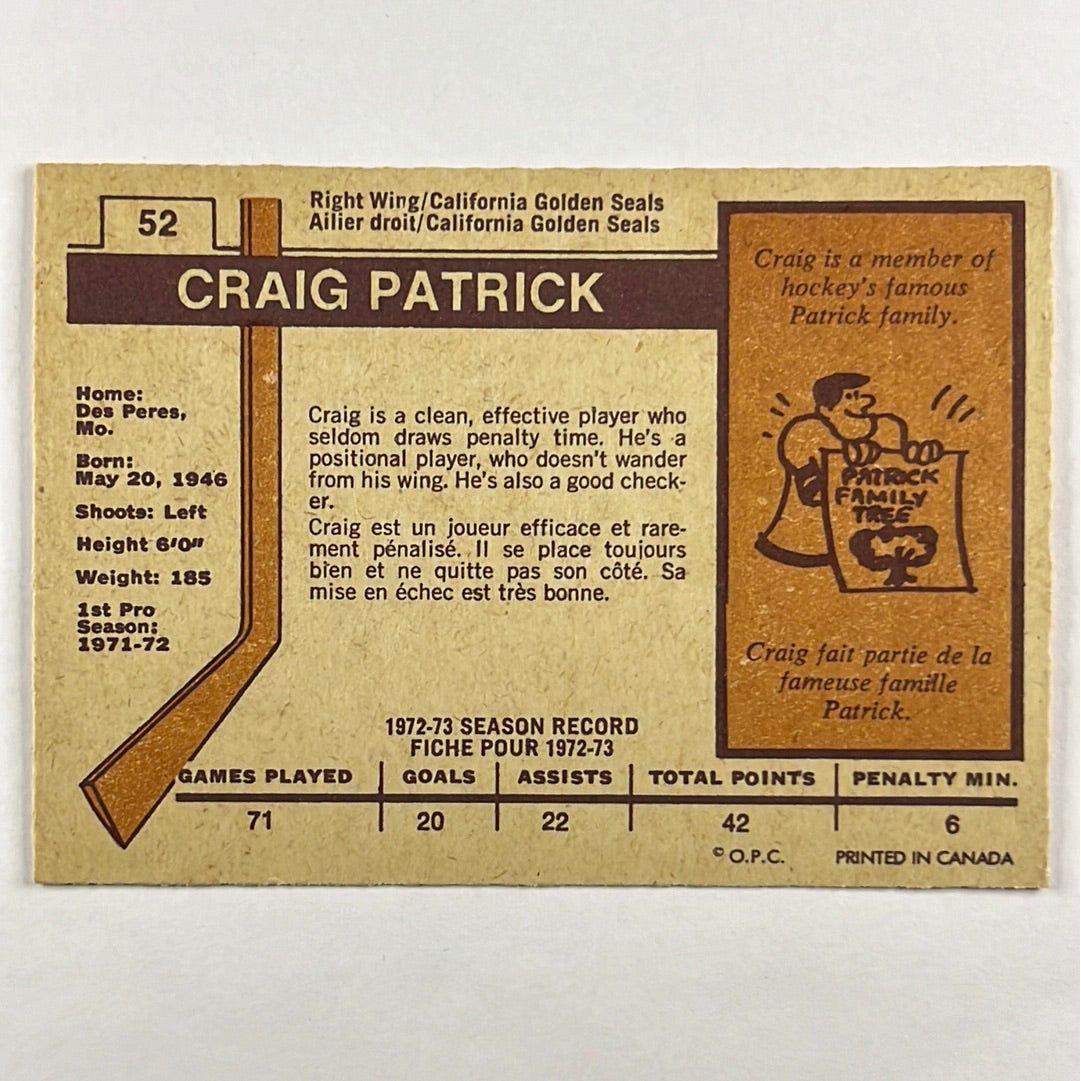 52
Right Wing/California Golden Seals
Ailier droit/California Golden Seals
CRAIG PATRICK
Home:
Des Peres,
Mo.
Born:
May 20, 1946
Shoots: Left
Height 6'0"
Weight: 185
1st Pro
Season:
1971-72
Craig is a clean, effective player who
seldom draws penalty time. He's a
positional player, who doesn't wander
from his wing. He's also a good check-
er.
Craig est un joueur efficace et rare-
ment pénalisé. Il se place toujours
bien et ne quitte pas son côté. Sa
mise en échec est très bonne.
Craig is a member of
hockey's famous
Patrick family.
PATRICK
FAMILY
TREE
Craig fait partie de la
fameuse famille
Patrick.
1972-73 SEASON RECORD
FICHE POUR 1972-73
GAMES PLAYED GOALS ASSISTS TOTAL POINTS PENALTY MIN.
71 20 22 42 6
© O.P.C. PRINTED IN CANADA